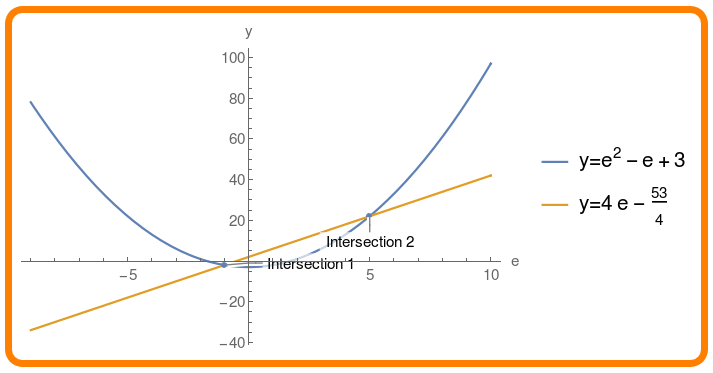 y
100
80
60
40
20
−20
−40
−5
5
10
e
Intersection 1
Intersection 2
y=e² − e + 3
y=4 e − 53/4